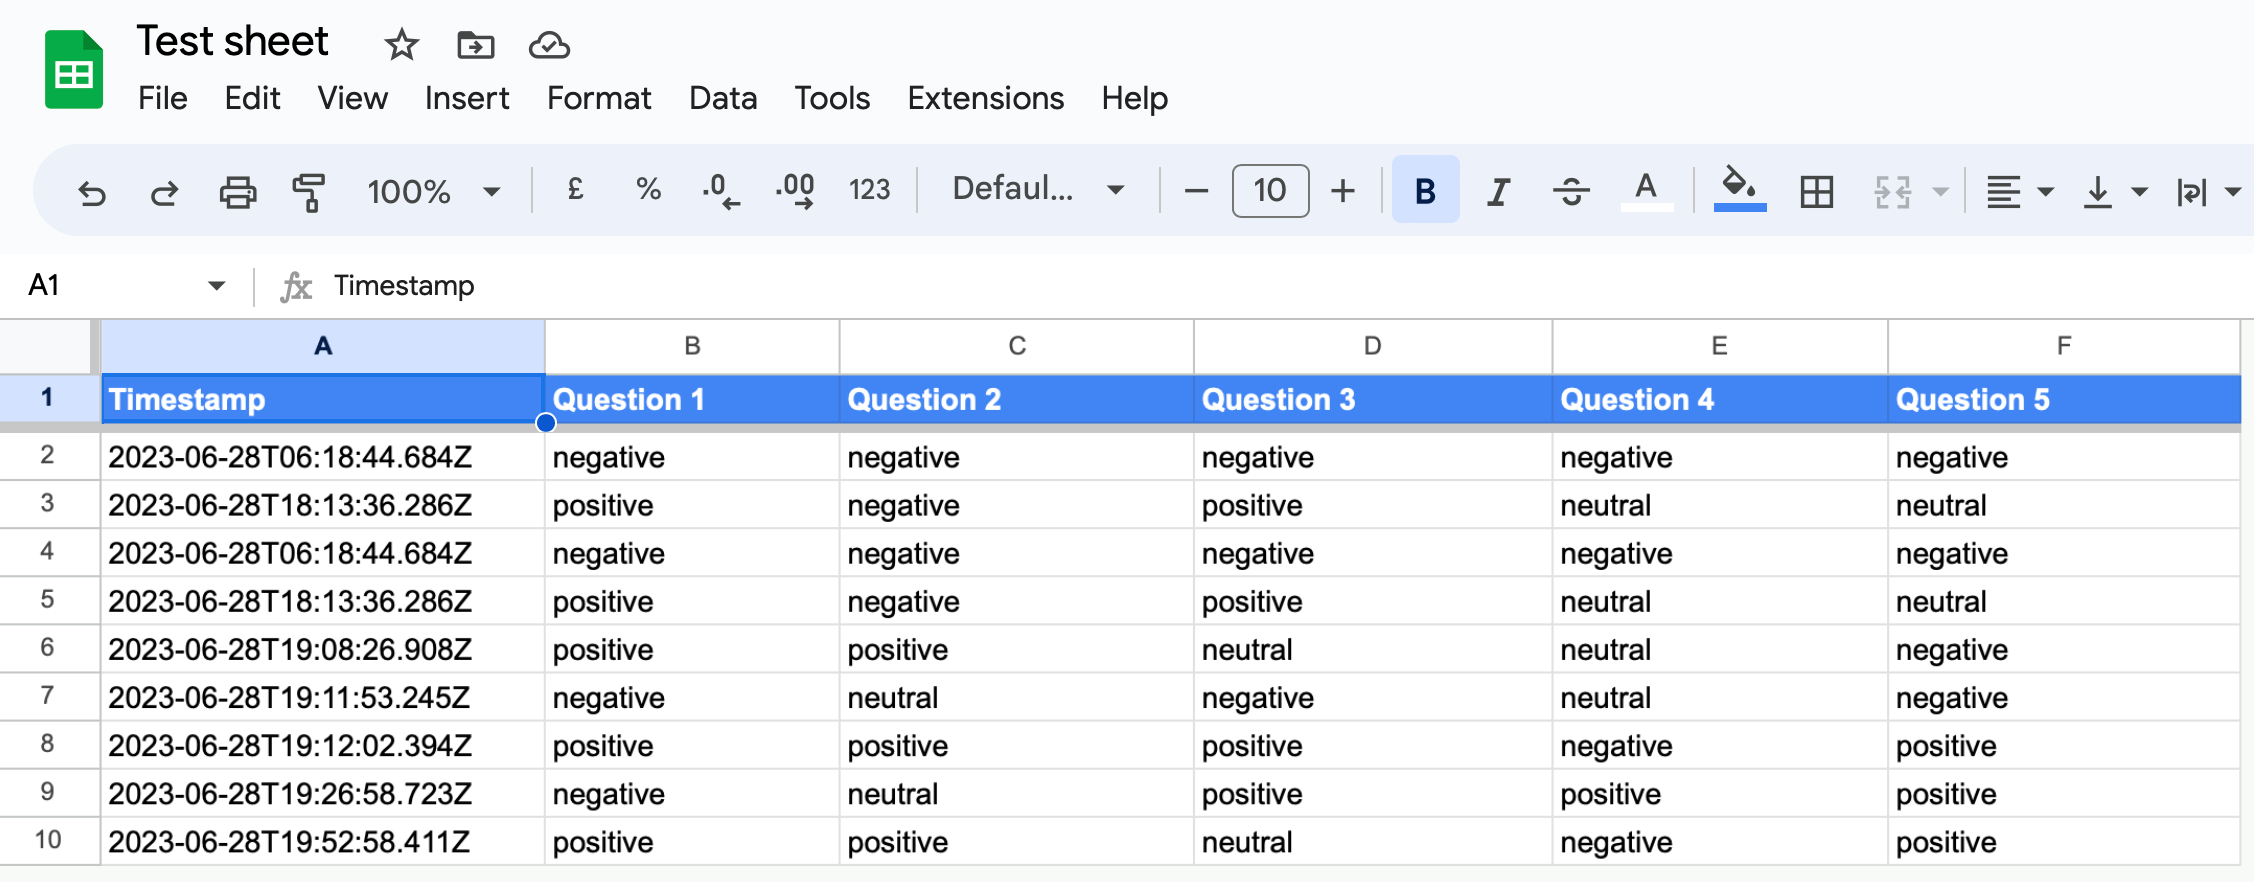 Test sheet
File Edit View Insert Format Data Tools Extensions Help
100% £ % .0 .00 123 Defaul... − 10 + B I S A
A1 fx Timestamp
A B C D E F
1 Timestamp Question 1 Question 2 Question 3 Question 4 Question 5
2 2023-06-28T06:18:44.684Z negative negative negative negative negative
3 2023-06-28T18:13:36.286Z positive negative positive neutral neutral
4 2023-06-28T06:18:44.684Z negative negative negative negative negative
5 2023-06-28T18:13:36.286Z positive negative positive neutral neutral
6 2023-06-28T19:08:26.908Z positive positive neutral neutral negative
7 2023-06-28T19:11:53.245Z negative neutral negative neutral negative
8 2023-06-28T19:12:02.394Z positive positive positive negative positive
9 2023-06-28T19:26:58.723Z negative neutral positive positive positive
10 2023-06-28T19:52:58.411Z positive positive neutral negative positive